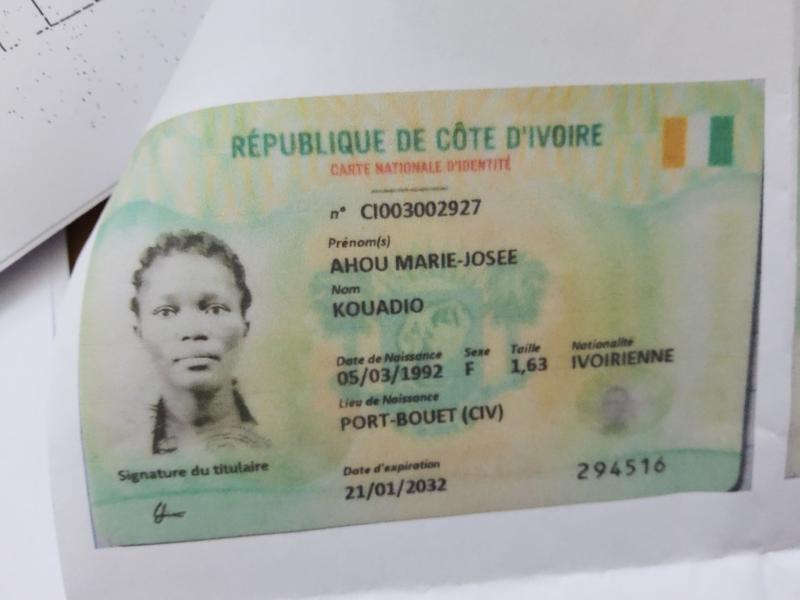 RÉPUBLIQUE DE CÔTE D'IVOIRE
CARTE NATIONALE D'IDENTITÉ
n° CI003002927
Prénom(s)
AHOU MARIE-JOSEE
Nom
KOUADIO
Date de Naissance Sexe Taille Nationalité
05/03/1992 F 1,63 IVOIRIENNE
Lieu de Naissance
PORT-BOUET (CIV)
Signature du titulaire
Date d'expiration
21/01/2032
294516